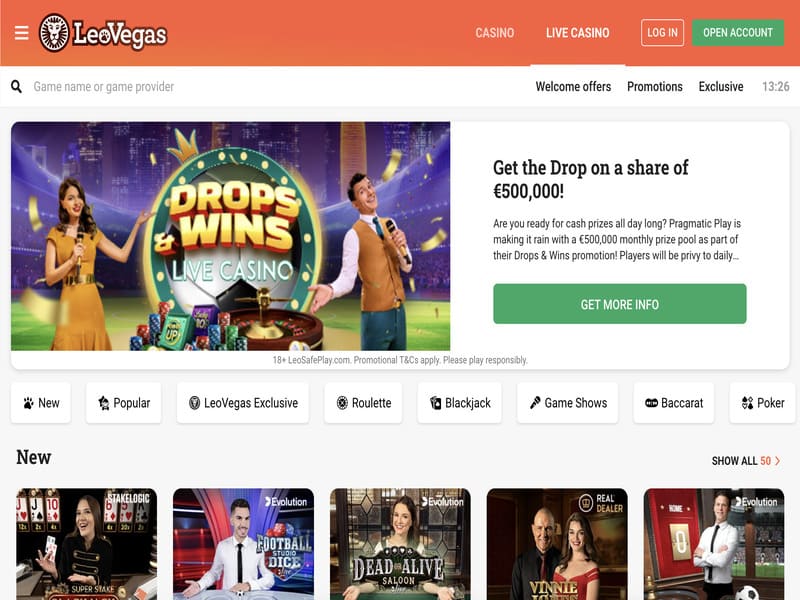 LeoVegas
CASINO
LIVE CASINO
LOG IN
OPEN ACCOUNT
Game name or game provider
Welcome offers
Promotions
Exclusive
13:26
DROPS
& WINS
LIVE CASINO
Get the Drop on a share of
€500,000!
Are you ready for cash prizes all day long? Pragmatic Play is
making it rain with a €500,000 monthly prize pool as part of
their Drops & Wins promotion! Players will be privy to daily...
GET MORE INFO
18+ LeoSafePlay.com. Promotional T&Cs apply. Please play responsibly.
New
Popular
LeoVegas Exclusive
Roulette
Blackjack
Game Shows
Baccarat
Poker
New
SHOW ALL 50
STAKELOGIC
J J 10
12x 2x 4x
SUPER STAKE
Evolution
FOOTBALL
STUDIO
DICE
Evolution
DEAD OR ALIVE
SALOON
REAL
DEALER
VINNIE
Evolution
HOME